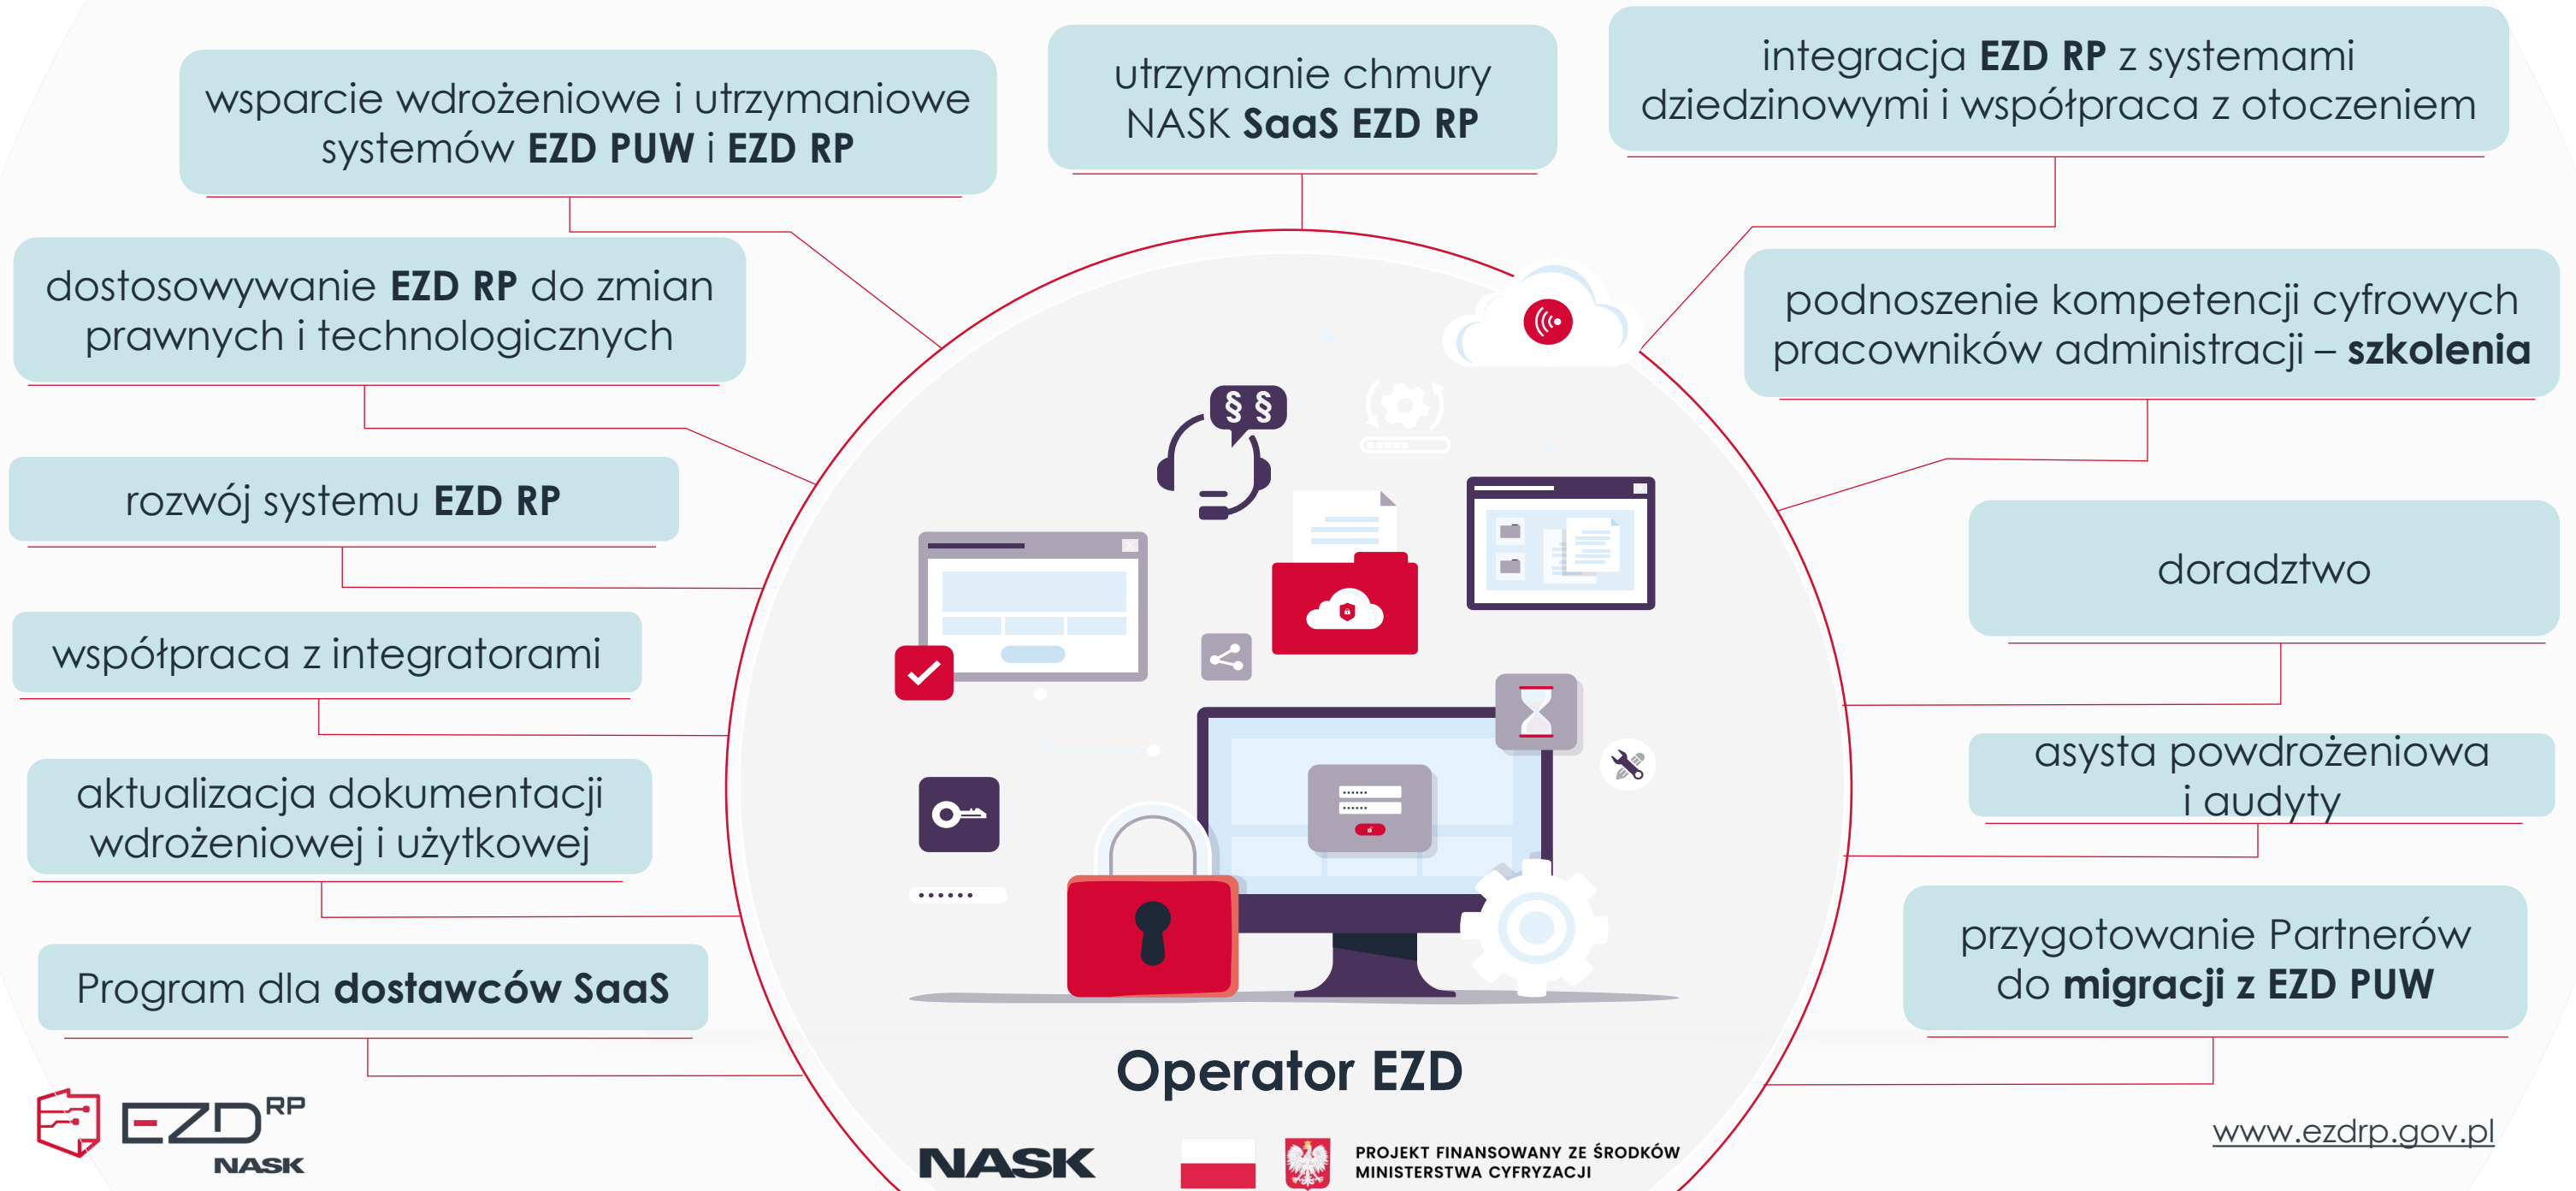 wsparcie wdrożeniowe i utrzymaniowe
systemów EZD PUW i EZD RP
utrzymanie chmury
NASK SaaS EZD RP
integracja EZD RP z systemami
dziedzinowymi i współpraca z otoczeniem
dostosowywanie EZD RP do zmian
prawnych i technologicznych
podnoszenie kompetencji cyfrowych
pracowników administracji – szkolenia
rozwój systemu EZD RP
doradztwo
współpraca z integratorami
asysta powdrożeniowa
i audyty
aktualizacja dokumentacji
wdrożeniowej i użytkowej
przygotowanie Partnerów
do migracji z EZD PUW
Program dla dostawców SaaS
§ §
Operator EZD
EZD RP
NASK
NASK
PROJEKT FINANSOWANY ZE ŚRODKÓW
MINISTERSTWA CYFRYZACJI
www.ezdrp.gov.pl